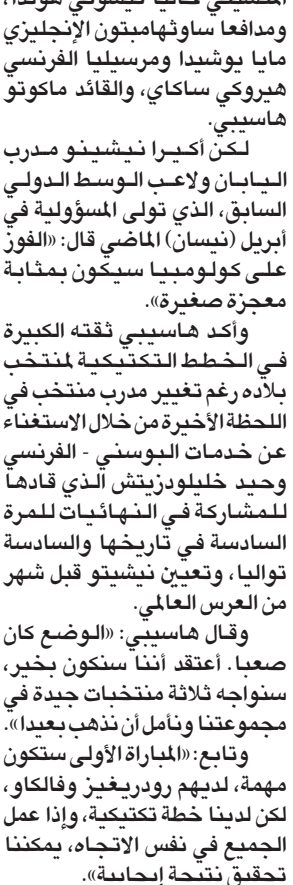 ومدافعا ساوثهامبتون الإنجليزي
مايا يوشيدا ومرسيليا الفرنسي
هيروكي ساكاي، والقائد ماكوتو
هاسيبي.
لكن أكيرا نيشينو مدرب
اليابان ولاعب الوسط الدولي
السابق، الذي تولى المسؤولية في
أبريل (نيسان) الماضي قال: «الفوز
على كولومبيا سيكون بمثابة
معجزة صغيرة».
وأكد هاسيبي ثقته الكبيرة
في الخطط التكتيكية لمنتخب
بلاده رغم تغيير مدرب منتخب في
اللحظة الأخيرة من خلال الاستغناء
عن خدمات البوسني - الفرنسي
وحيد خليلودزيتش الذي قادها
للمشاركة في النهائيات للمرة
السادسة في تاريخها والسادسة
تواليا، وتعيين نيشيتو قبل شهر
من العرس العالمي.
وقال هاسيبي: «الوضع كان
صعبا. أعتقد أننا سنكون بخير،
سنواجه ثلاثة منتخبات جيدة في
مجموعتنا ونأمل أن نذهب بعيدا».
وتابع: «المباراة الأولى ستكون
مهمة، لديهم رودريغيز وفالكاو،
لكن لدينا خطة تكتيكية، وإذا عمل
الجميع في نفس الاتجاه، يمكننا
تحقيق نتيجة إيجابية».